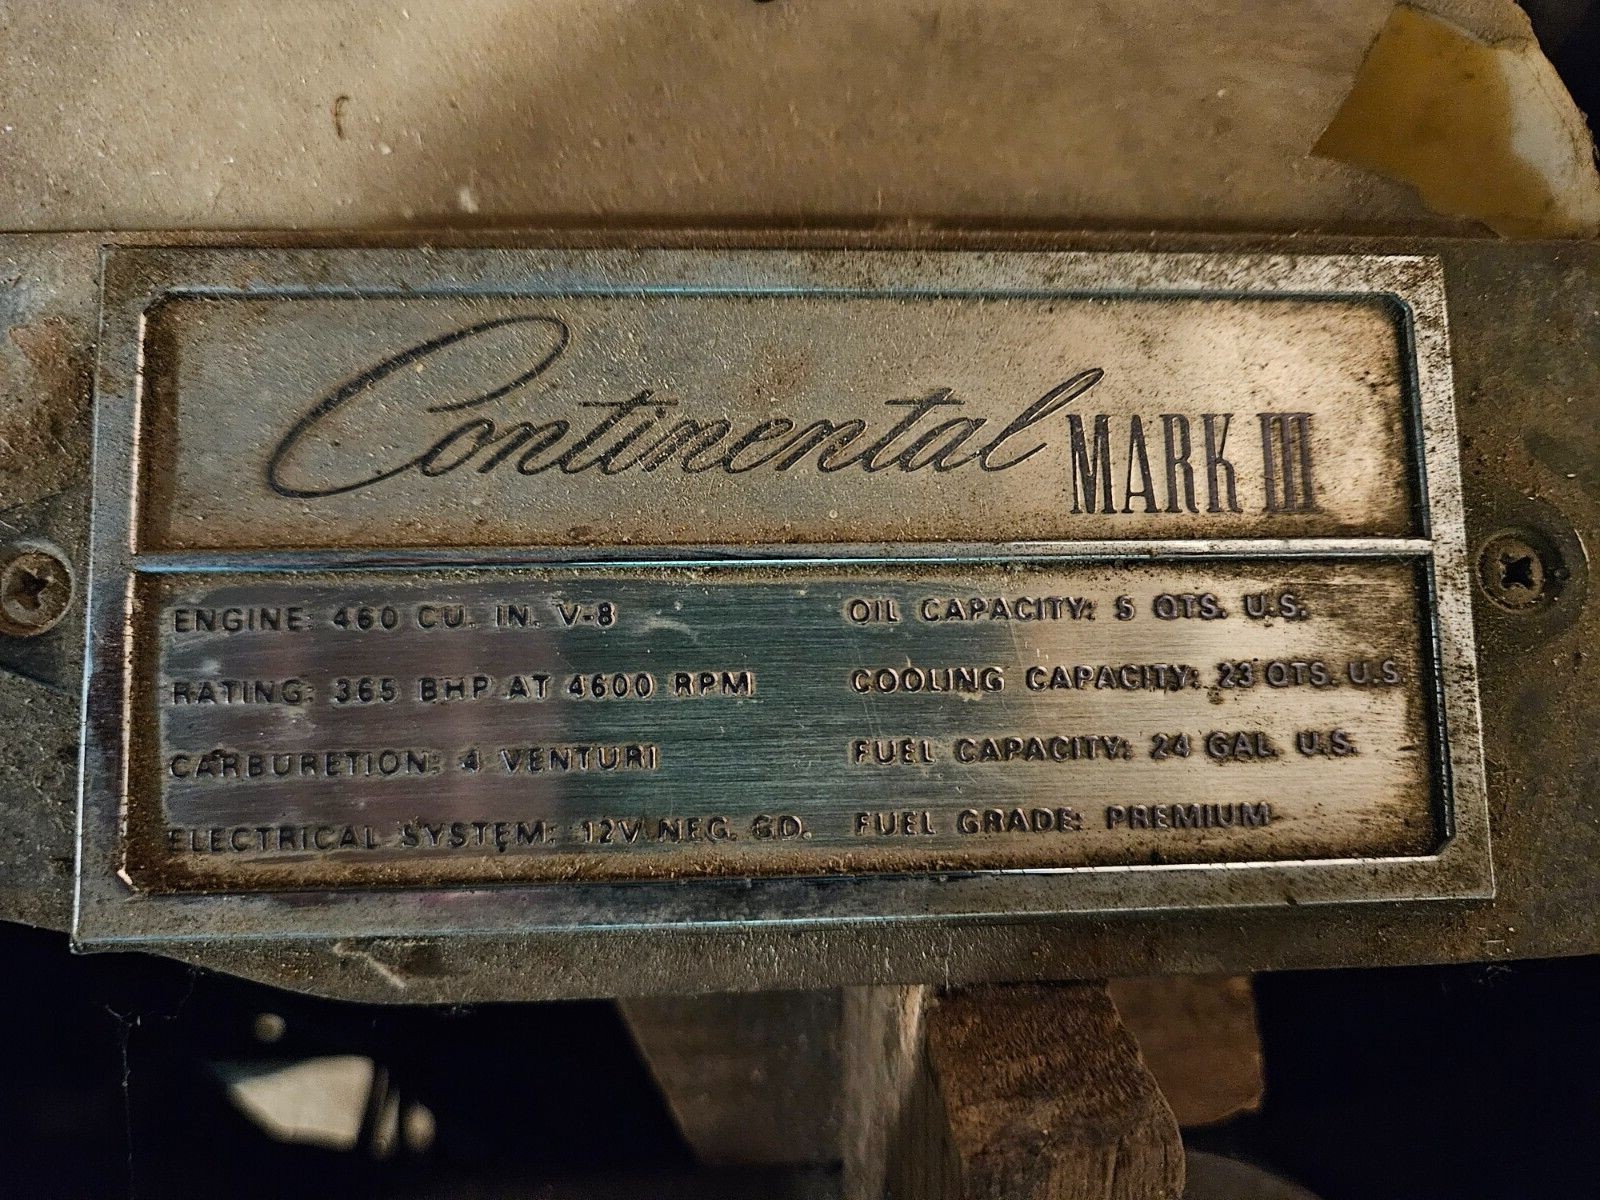 Continental MARK III
ENGINE: 460 CU. IN. V-8
RATING: 365 BHP AT 4600 RPM
CARBURETION: 4 VENTURI
ELECTRICAL SYSTEM: 12V NEG. GD.
OIL CAPACITY: 5 QTS. U.S.
COOLING CAPACITY: 23 QTS. U.S.
FUEL CAPACITY: 24 GAL. U.S.
FUEL GRADE: PREMIUM